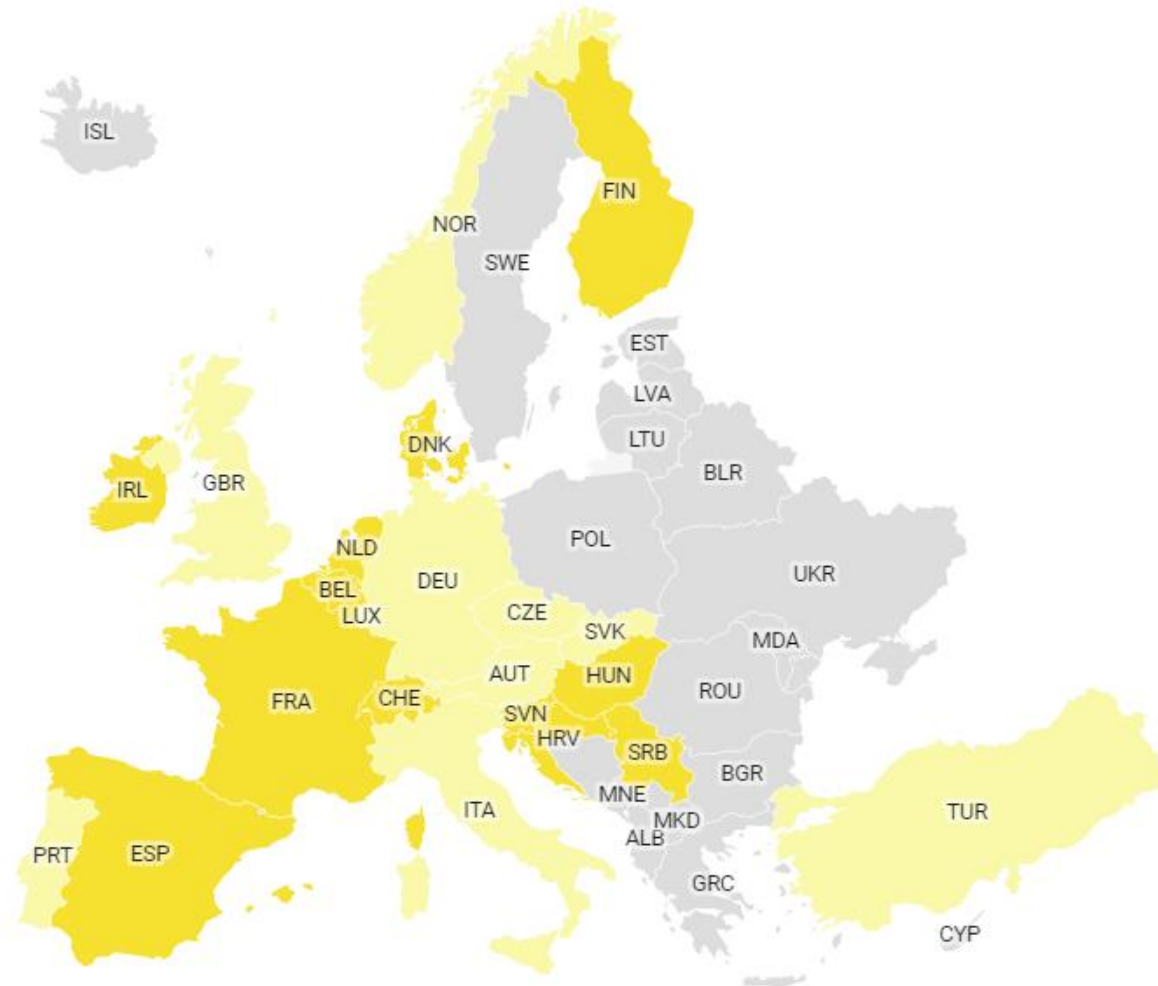 ISL
FIN
NOR
SWE
EST
LVA
LTU
DNK
BLR
GBR
IRL
POL
NLD
UKR
DEU
BEL
CZE
LUX
SVK
MDA
AUT
HUN
ROU
CHE
FRA
SVN
HRV
SRB
BGR
MNE
ITA
TUR
MKD
ALB
ESP
PRT
GRC
CYP